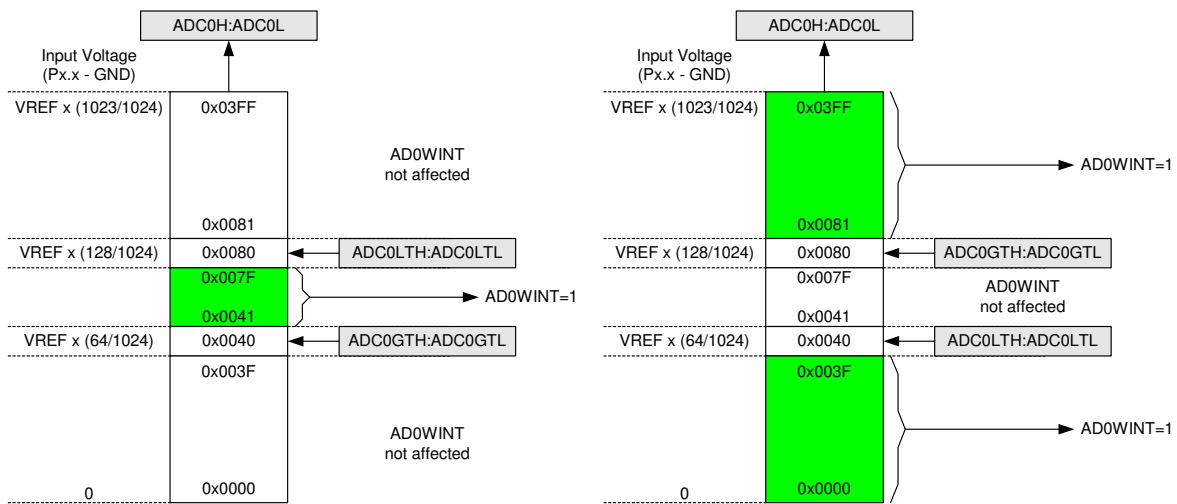 ADC0H:ADC0L
Input Voltage
(Px.x - GND)
VREF x (1023/1024)
0x03FF
AD0WINT
not affected
0x0081
VREF x (128/1024)
0x0080
ADC0LTH:ADC0LTL
0x007F
AD0WINT=1
0x0041
VREF x (64/1024)
0x0040
ADC0GTH:ADC0GTL
0x003F
AD0WINT
not affected
0
0x0000
ADC0H:ADC0L
Input Voltage
(Px.x - GND)
VREF x (1023/1024)
0x03FF
AD0WINT=1
0x0081
VREF x (128/1024)
0x0080
ADC0GTH:ADC0GTL
0x007F
AD0WINT
not affected
0x0041
VREF x (64/1024)
0x0040
ADC0LTH:ADC0LTL
0x003F
AD0WINT=1
0
0x0000